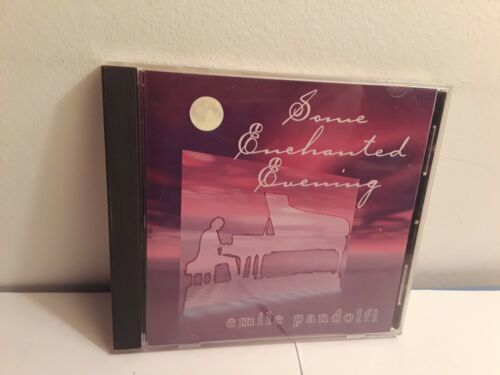 Some
Enchanted
Evening
emile pandolfi